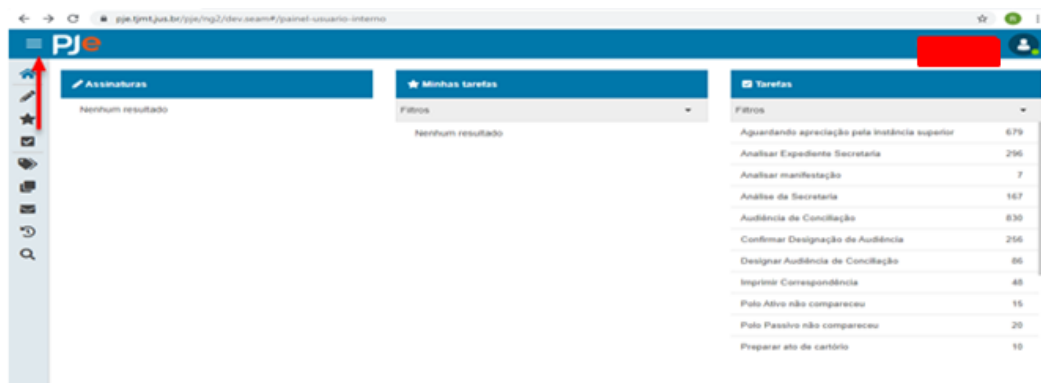 pje.tjmt.jus.br/pje/ng2/dev.seam#/painel-usuario-interno
PJe
Assinaturas
Nenhum resultado
Minhas tarefas
Filtros
Nenhum resultado
Tarefas
Filtros
Aguardando apreciação pela instância superior 679
Analisar Expediente Secretaria 296
Analisar manifestação 7
Análise da Secretaria 167
Audiência de Conciliação 830
Confirmar Designação de Audiência 256
Designar Audiência de Conciliação 86
Imprimir Correspondência 48
Polo Ativo não compareceu 15
Polo Passivo não compareceu 20
Preparar ato de cartório 10